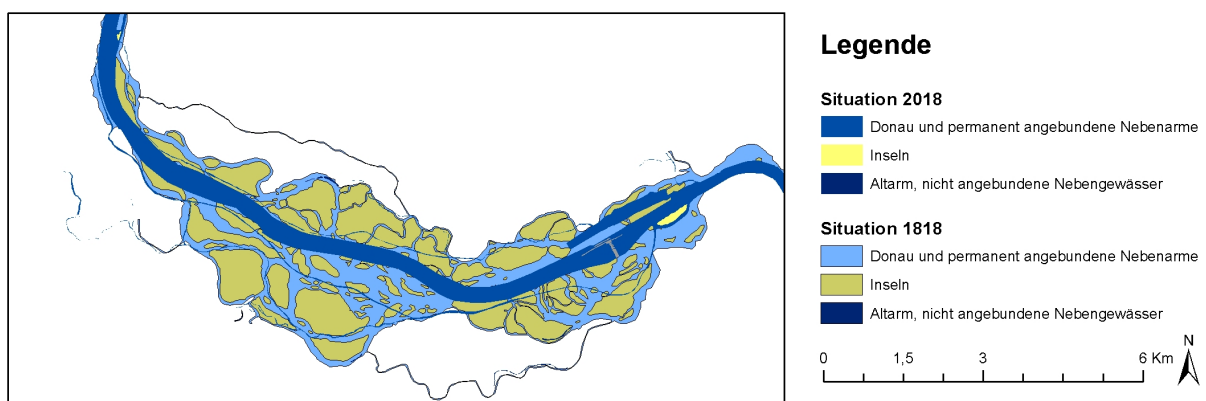 Legende
Situation 2018
Donau und permanent angebundene Nebenarme
Inseln
Altarm, nicht angebundene Nebengewässer
Situation 1818
Donau und permanent angebundene Nebenarme
Inseln
Altarm, nicht angebundene Nebengewässer
0 1,5 3 6 Km
N